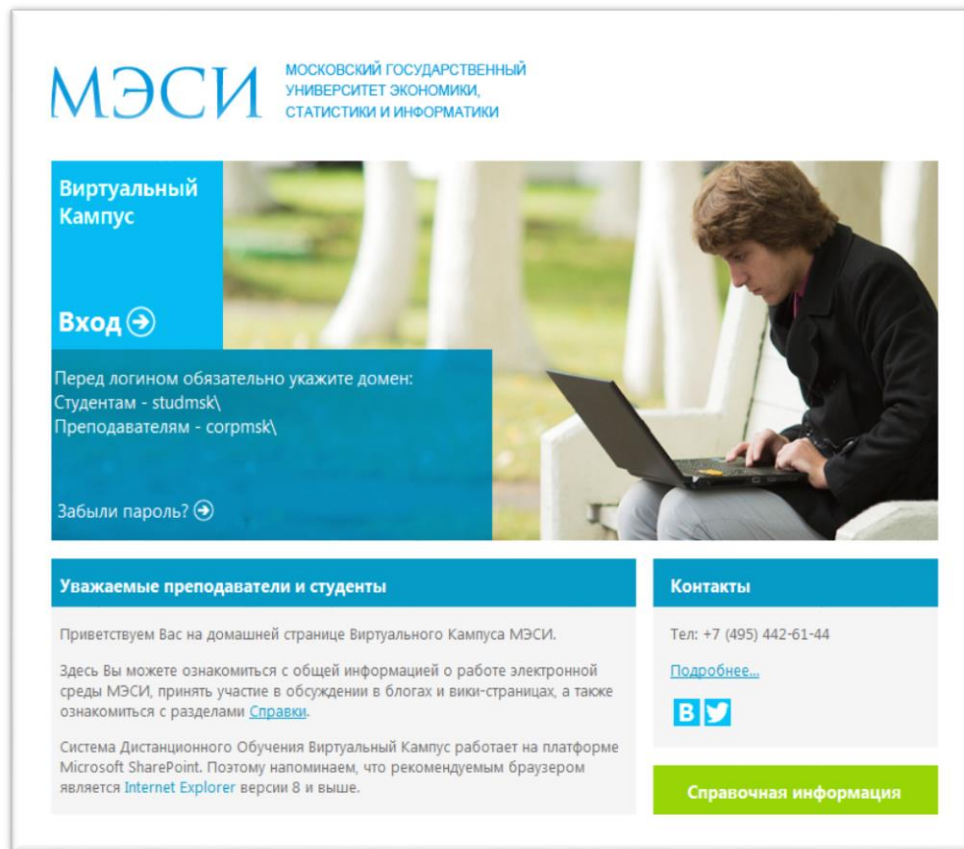 МЭСИ
МОСКОВСКИЙ ГОСУДАРСТВЕННЫЙ
УНИВЕРСИТЕТ ЭКОНОМИКИ,
СТАТИСТИКИ И ИНФОРМАТИКИ
Виртуальный
Кампус
Вход
Перед логином обязательно укажите домен:
Студентам - studmsk\
Преподавателям - corpmsk\
Забыли пароль?
Уважаемые преподаватели и студенты
Приветствуем Вас на домашней странице Виртуального Кампуса МЭСИ.
Здесь Вы можете ознакомиться с общей информацией о работе электронной
среды МЭСИ, принять участие в обсуждении в блогах и вики-страницах, а также
ознакомиться с разделами Справки.
Система Дистанционного Обучения Виртуальный Кампус работает на платформе
Microsoft SharePoint. Поэтому напоминаем, что рекомендуемым браузером
является Internet Explorer версии 8 и выше.
Контакты
Тел: +7 (495) 442-61-44
Подробнее...
В
Справочная информация